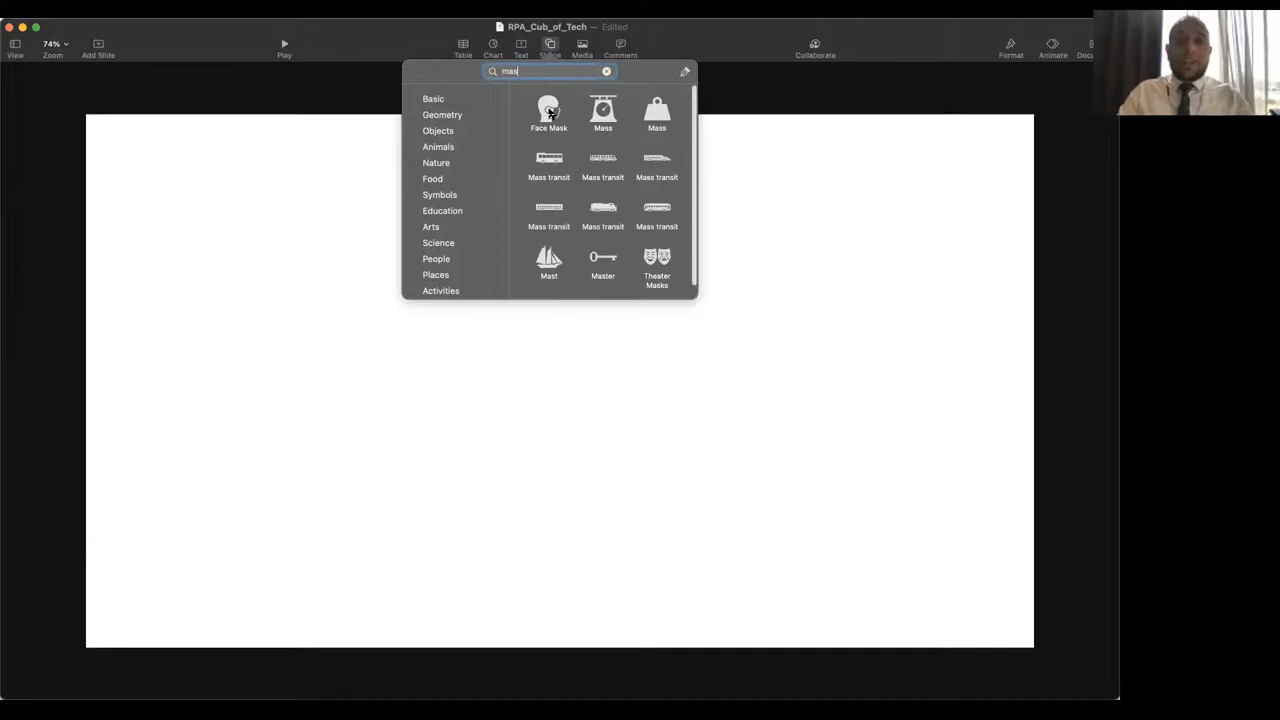 RPA_Cub_of_Tech — Edited
74%
View Zoom Add Slide Play Table Chart Text Shape Media Comment Collaborate Format Animate
mas
Basic
Geometry
Objects
Animals
Nature
Food
Symbols
Education
Arts
Science
People
Places
Activities
Face Mask Mass Mass
Mass transit Mass transit Mass transit
Mass transit Mass transit Mass transit
Mast Master Theater
Masks